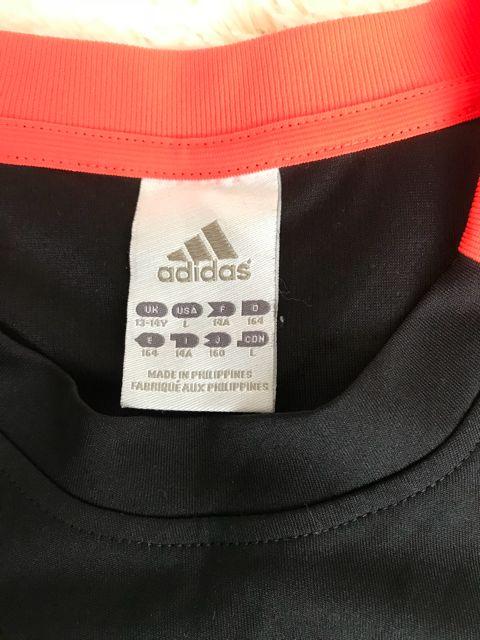 adidas
UK USA F D
13-14Y L 14A 164
E I J CDN
164 14A 160 L
MADE IN PHILIPPINES
FABRIQUÉ AUX PHILIPPINES